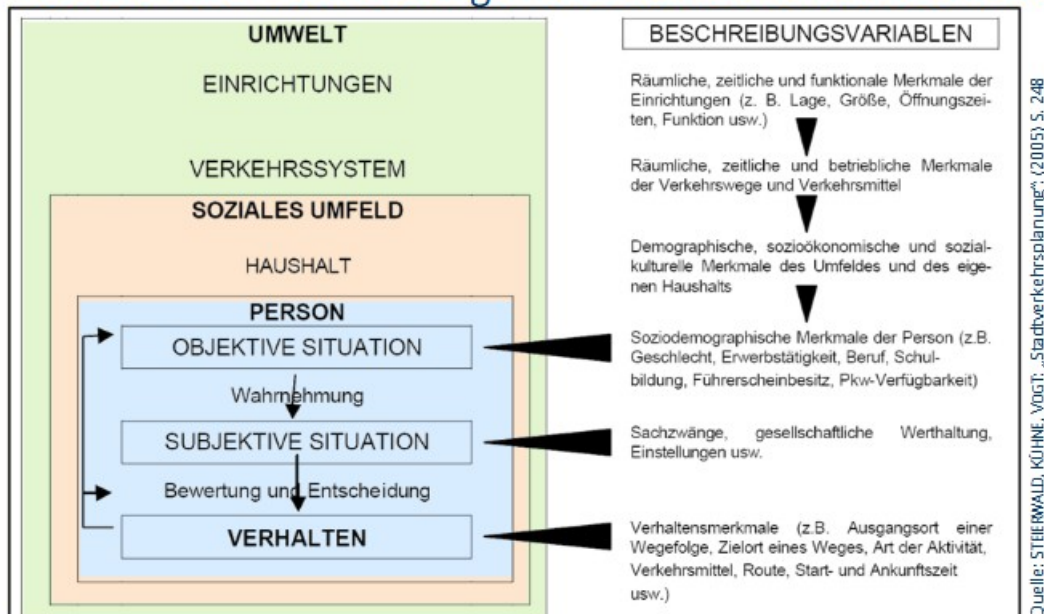 UMWELT
EINRICHTUNGEN
VERKEHRSSYSTEM
SOZIALES UMFELD
HAUSHALT
PERSON
OBJEKTIVE SITUATION
Wahrnehmung
SUBJEKTIVE SITUATION
Bewertung und Entscheidung
VERHALTEN
BESCHREIBUNGSVARIABLEN
Räumliche, zeitliche und funktionale Merkmale der
Einrichtungen (z. B. Lage, Größe, Öffnungszei-
ten, Funktion usw.)
Räumliche, zeitliche und betriebliche Merkmale
der Verkehrswege und Verkehrsmittel
Demographische, sozioökonomische und sozial-
kulturelle Merkmale des Umfeldes und des eige-
nen Haushalts
Soziodemographische Merkmale der Person (z.B.
Geschlecht, Erwerbstätigkeit, Beruf, Schul-
bildung, Führerscheinbesitz, Pkw-Verfügbarkeit)
Sachzwänge, gesellschaftliche Werthaltung,
Einstellungen usw.
Verhaltensmerkmale (z.B. Ausgangsort einer
Wegefolge, Zielort eines Weges, Art der Aktivität,
Verkehrsmittel, Route, Start- und Ankunftszeit
usw.)
Quelle: STEIERWALD, KÜHNE, VOGT: „Stadtverkehrsplanung“; (2005) S. 248